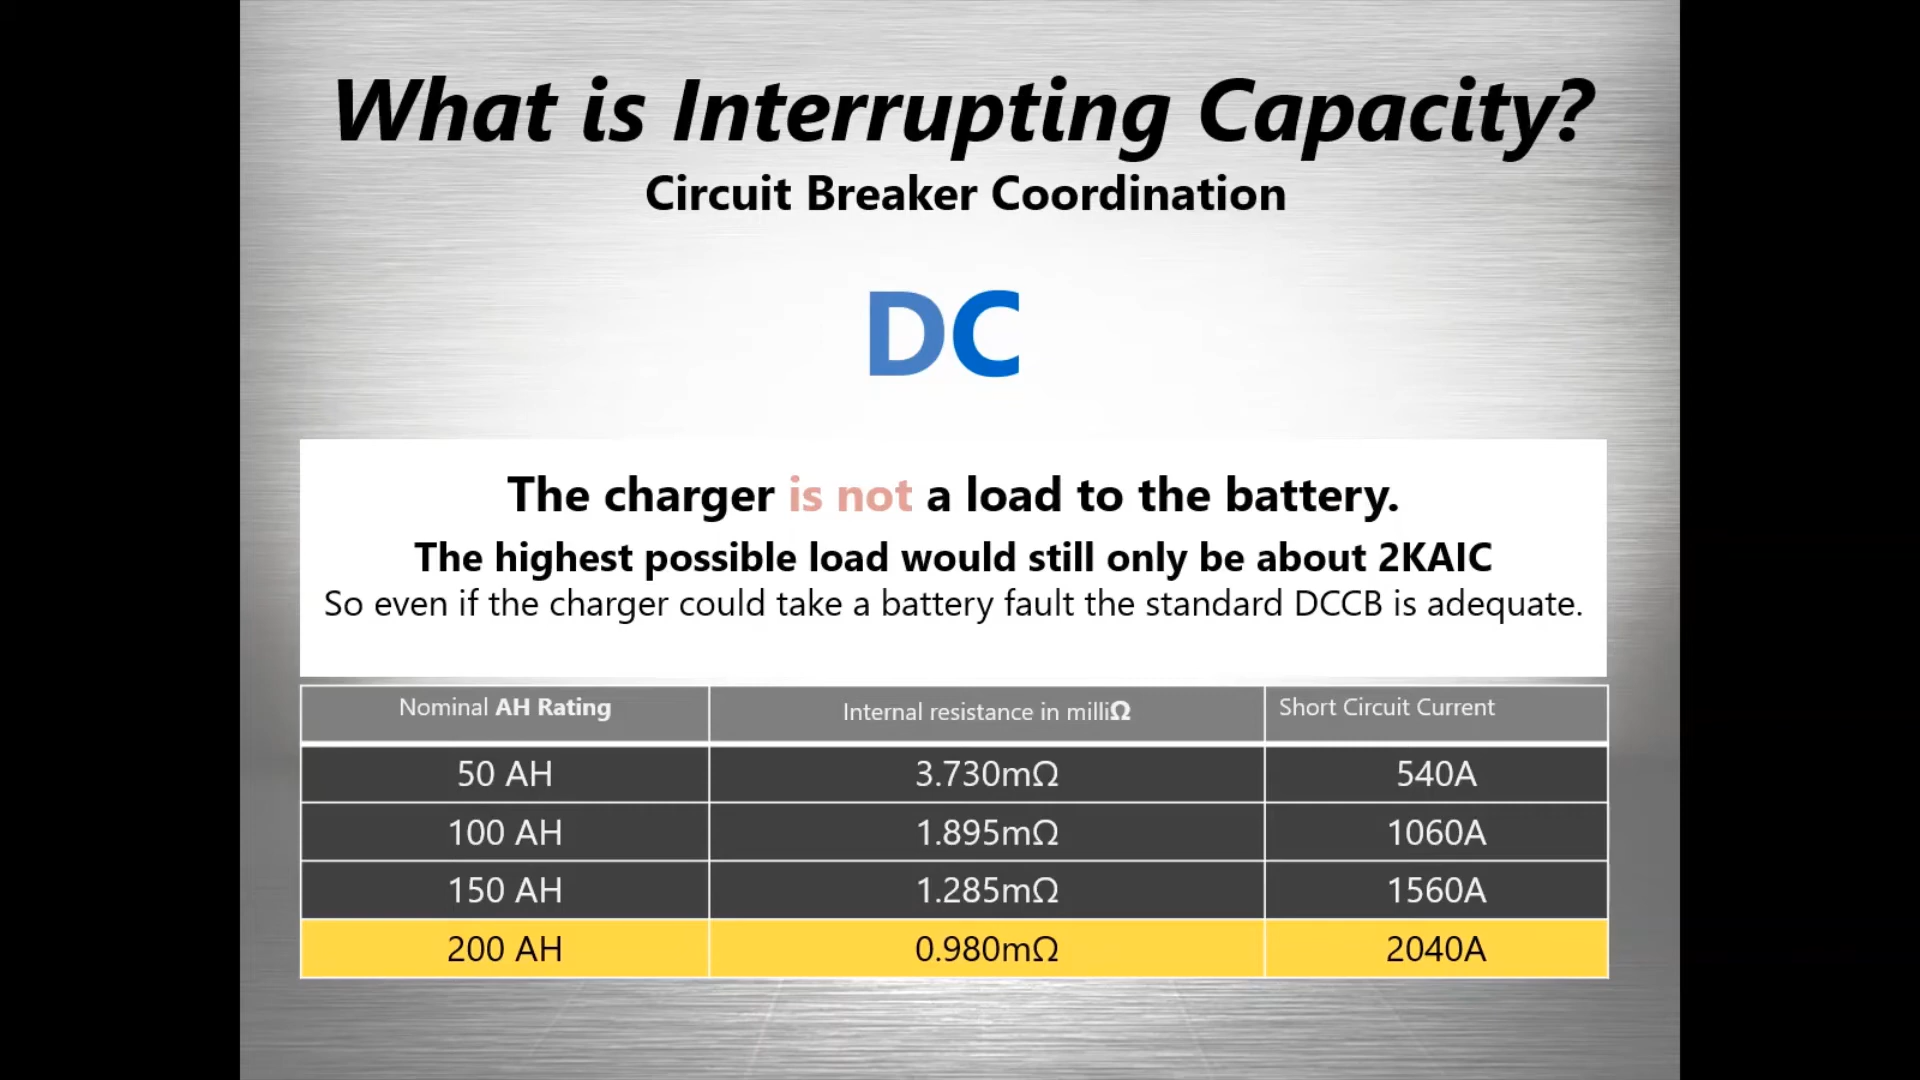 What is Interrupting Capacity?
Circuit Breaker Coordination
DC
The charger is not a load to the battery.
The highest possible load would still only be about 2KAIC
So even if the charger could take a battery fault the standard DCCB is adequate.
Nominal AH Rating Internal resistance in milliΩ Short Circuit Current
50 AH 3.730mΩ 540A
100 AH 1.895mΩ 1060A
150 AH 1.285mΩ 1560A
200 AH 0.980mΩ 2040A